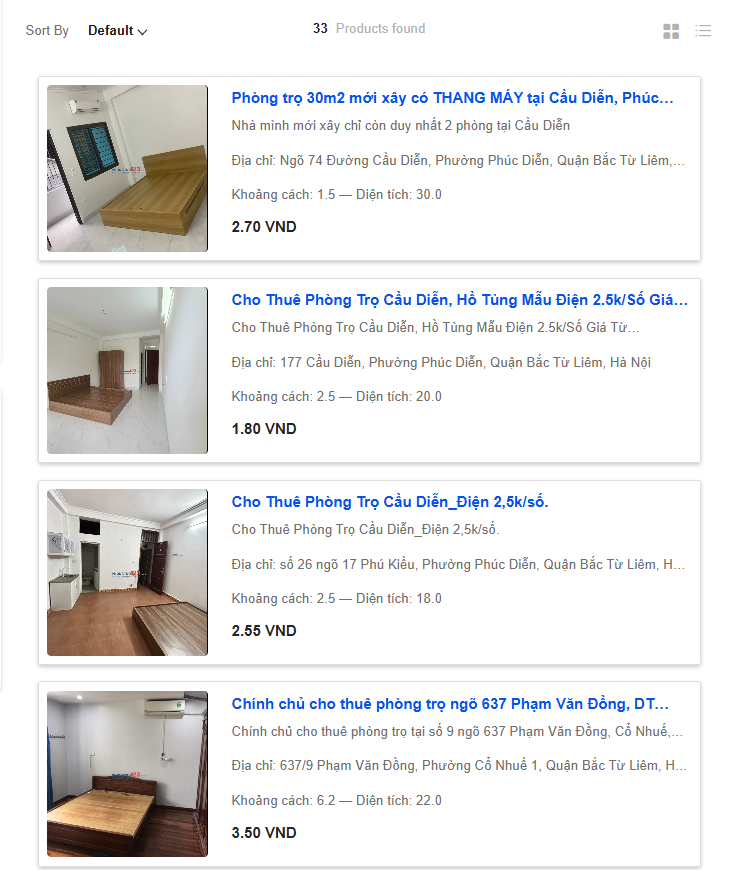 Sort By Default 33 Products found
Phòng trọ 30m2 mới xây có THANG MÁY tại Cầu Diễn, Phúc...
Nhà mình mới xây chỉ còn duy nhất 2 phòng tại Cầu Diễn
Địa chỉ: Ngõ 74 Đường Cầu Diễn, Phường Phúc Diễn, Quận Bắc Từ Liêm,...
Khoảng cách: 1.5 — Diện tích: 30.0
2.70 VND
Cho Thuê Phòng Trọ Cầu Diễn, Hồ Tùng Mẫu Điện 2.5k/Số Giá...
Cho Thuê Phòng Trọ Cầu Diễn, Hồ Tùng Mẫu Điện 2.5k/Số Giá Từ...
Địa chỉ: 177 Cầu Diễn, Phường Phúc Diễn, Quận Bắc Từ Liêm, Hà Nội
Khoảng cách: 2.5 — Diện tích: 20.0
1.80 VND
Cho Thuê Phòng Trọ Cầu Diễn_Điện 2,5k/số.
Cho Thuê Phòng Trọ Cầu Diễn_Điện 2,5k/số.
Địa chỉ: số 26 ngõ 17 Phú Kiều, Phường Phúc Diễn, Quận Bắc Từ Liêm, H...
Khoảng cách: 2.5 — Diện tích: 18.0
2.55 VND
Chính chủ cho thuê phòng trọ ngõ 637 Phạm Văn Đồng, DT...
Chính chủ cho thuê phòng trọ tại số 9 ngõ 637 Phạm Văn Đồng, Cổ Nhuế,...
Địa chỉ: 637/9 Phạm Văn Đồng, Phường Cổ Nhuế 1, Quận Bắc Từ Liêm, H...
Khoảng cách: 6.2 — Diện tích: 22.0
3.50 VND